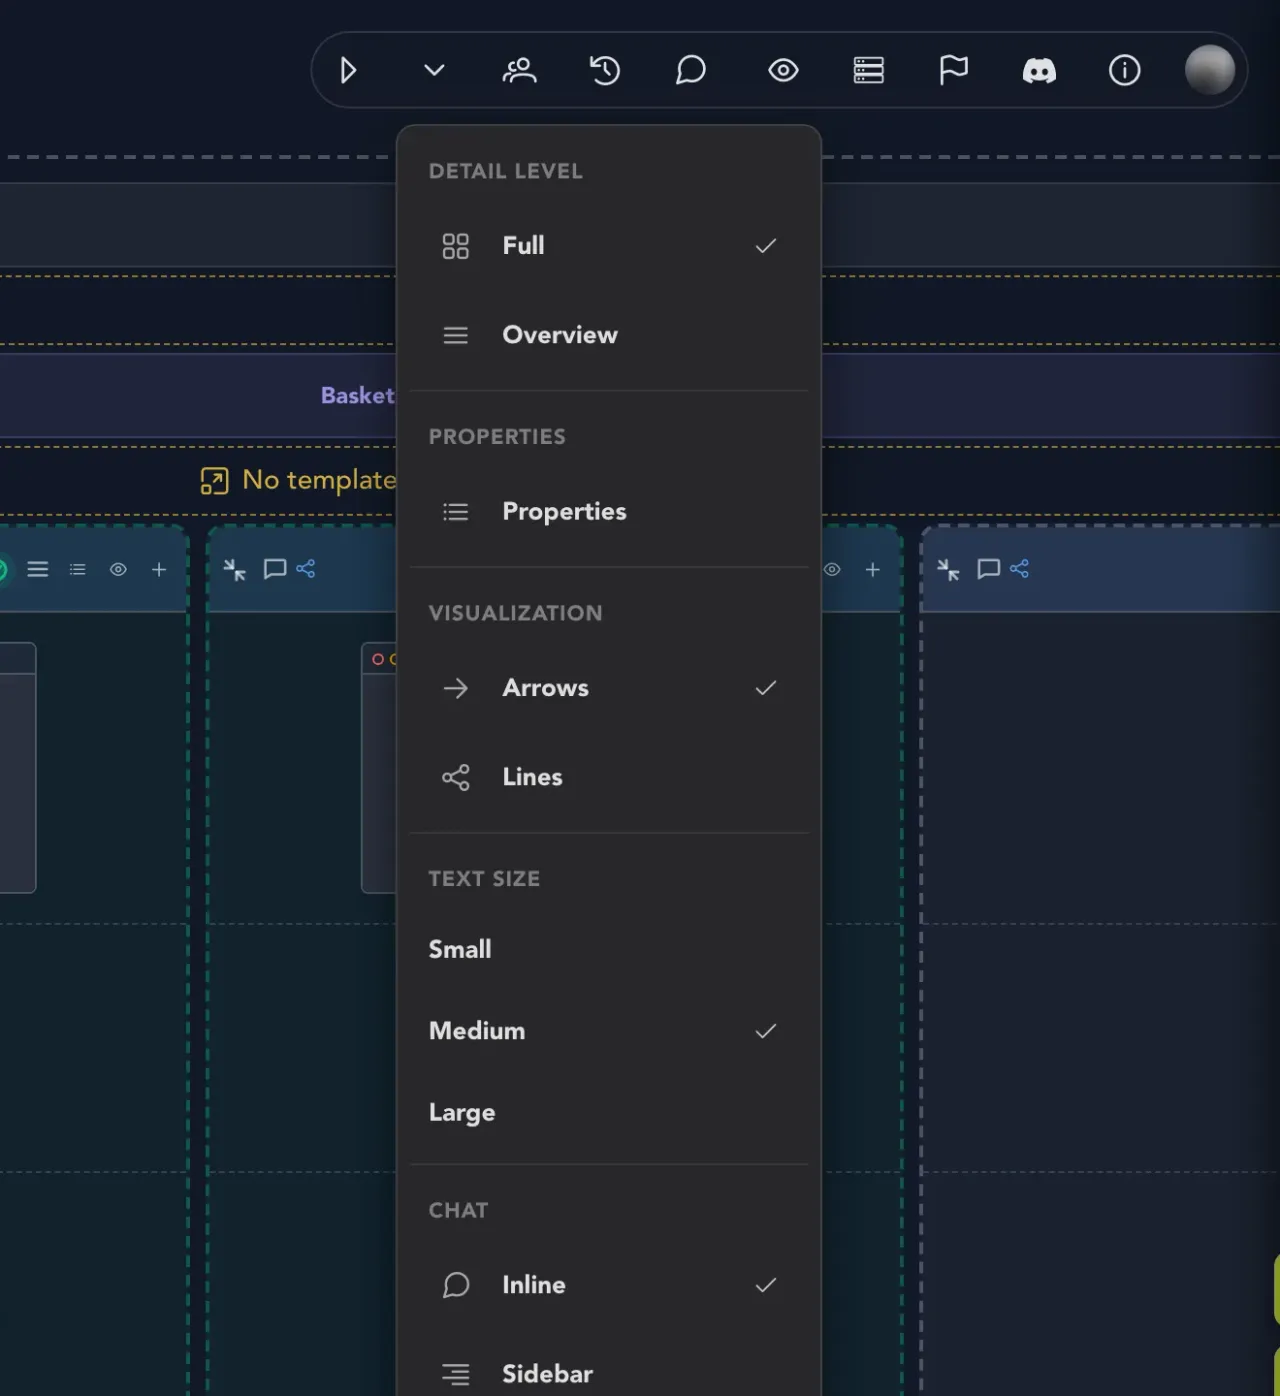 DETAIL LEVEL
Full
Overview
Basket
PROPERTIES
No template
Properties
VISUALIZATION
Arrows
Lines
TEXT SIZE
Small
Medium
Large
CHAT
Inline
Sidebar